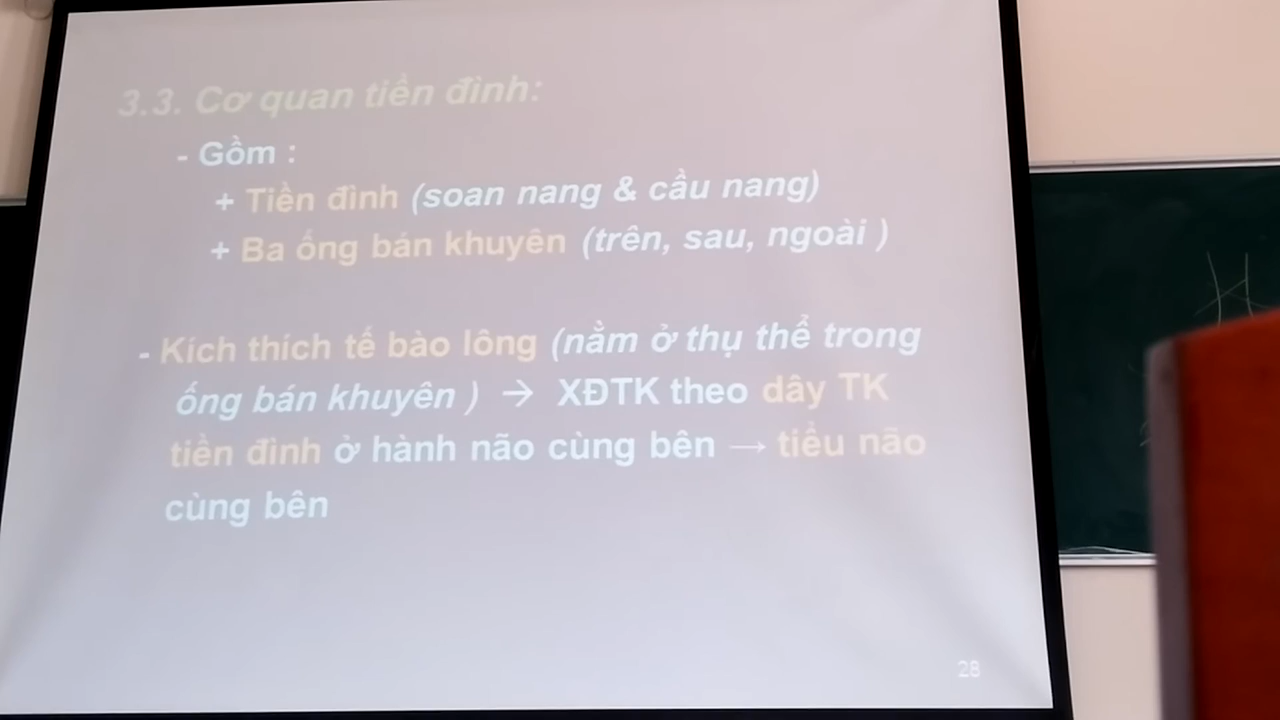 3.3. Cơ quan tiền đình:
- Gồm :
+ Tiền đình (soan nang & cầu nang)
+ Ba ống bán khuyên (trên, sau, ngoài )
- Kích thích tế bào lông (nằm ở thụ thể trong
ống bán khuyên ) → XĐTK theo dây TK
tiền đình ở hành não cùng bên → tiểu não
cùng bên
28